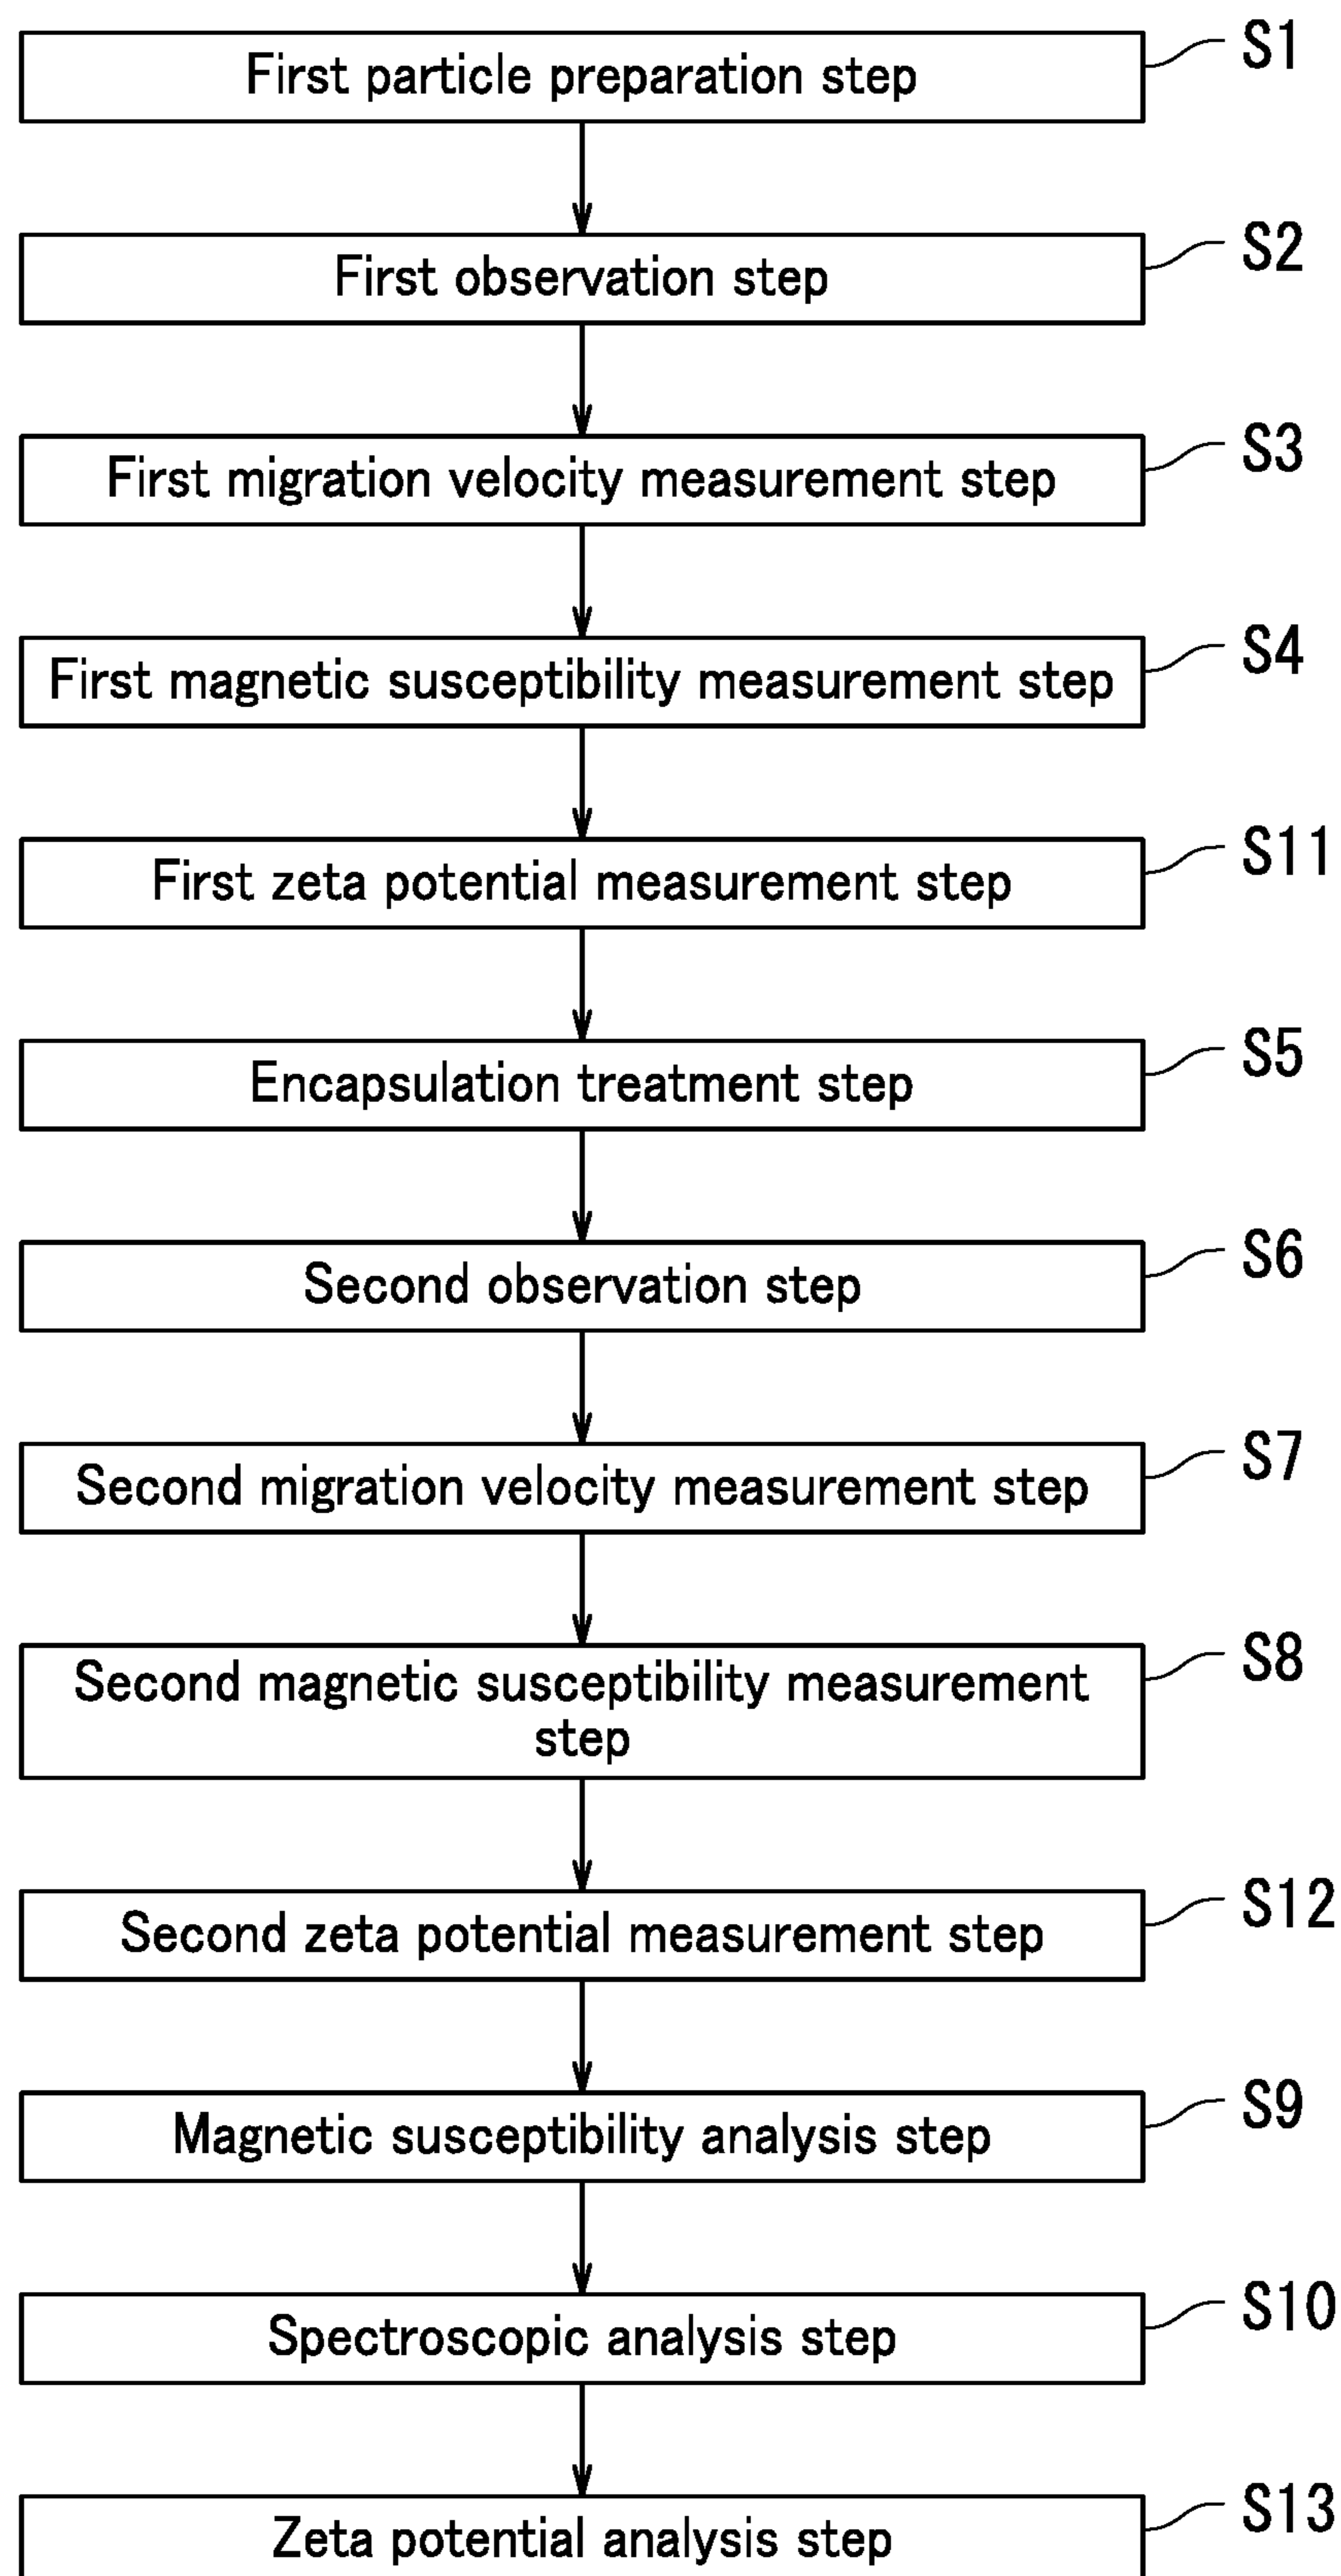 First particle preparation step
S1
First observation step
S2
First migration velocity measurement step
S3
First magnetic susceptibility measurement step
S4
First zeta potential measurement step
S11
Encapsulation treatment step
S5
Second observation step
S6
Second migration velocity measurement step
S7
Second magnetic susceptibility measurement
step
S8
Second zeta potential measurement step
S12
Magnetic susceptibility analysis step
S9
Spectroscopic analysis step
S10
Zeta potential analysis step
S13